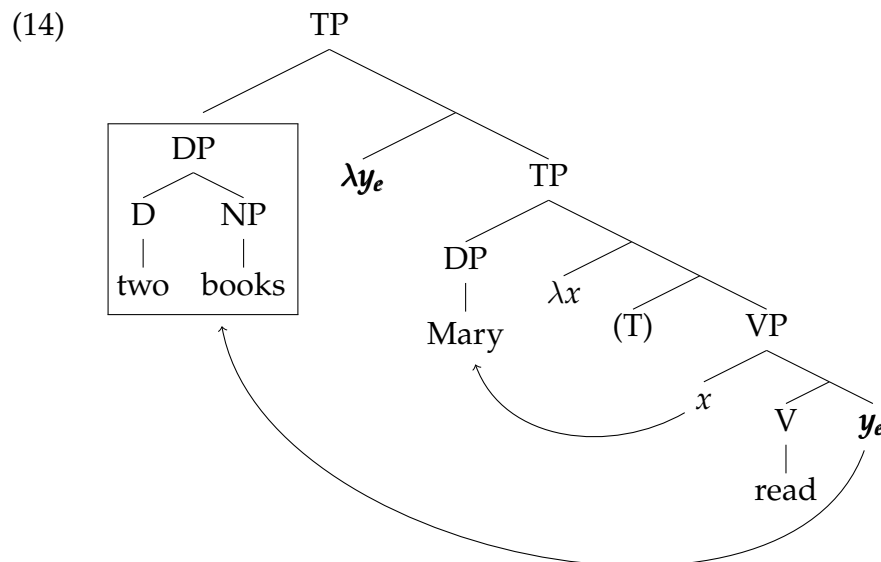 (14) TP
DP
λy_e
TP
D NP
two books
DP
λx
(T)
VP
Mary
x
V
y_e
read